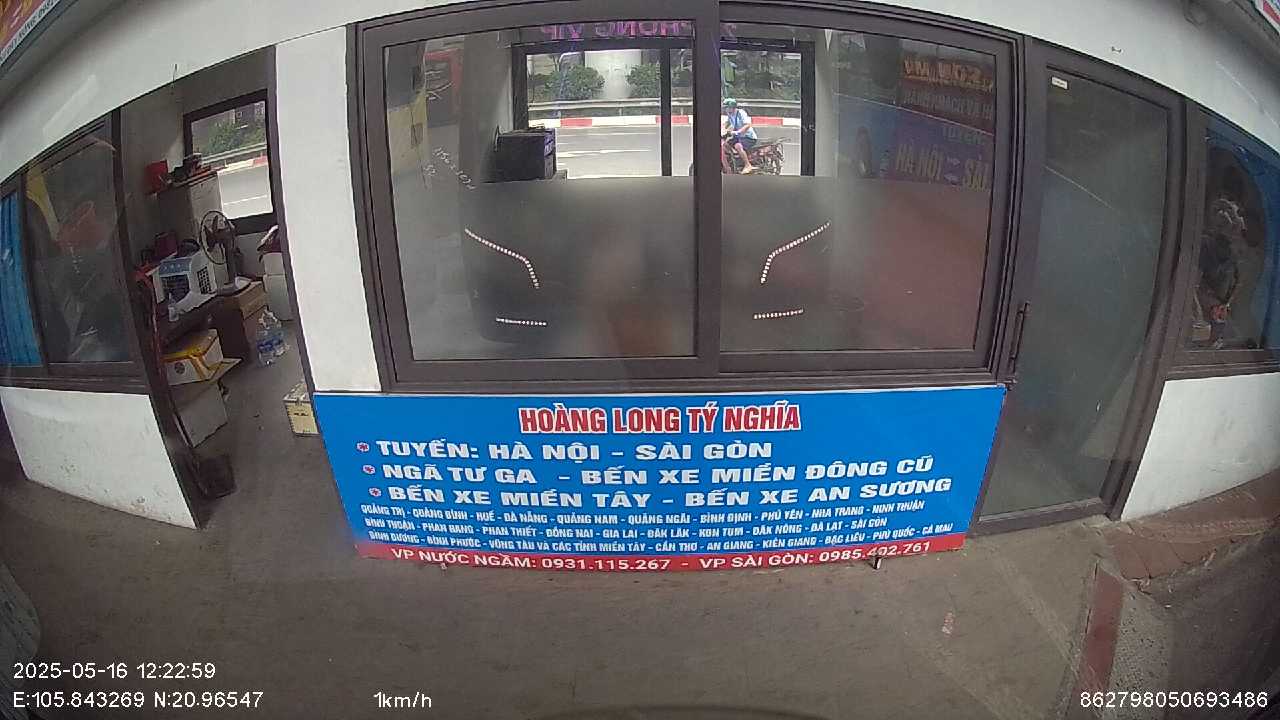 HOÀNG LONG TÝ NGHĨA
TUYẾN: HÀ NỘI - SÀI GÒN
NGÃ TƯ GA - BẾN XE MIỀN ĐÔNG CŨ
BẾN XE MIỀN TÂY - BẾN XE AN SƯƠNG
QUẢNG TRỊ - QUẢNG BÌNH - HUẾ - ĐÀ NẴNG - QUẢNG NAM - QUẢNG NGÃI - BÌNH ĐỊNH - PHÚ YÊN - NHA TRANG - NINH THUẬN
BÌNH THUẬN - PHAN RANG - PHAN THIẾT - ĐỒNG NAI - GIA LAI - ĐĂK LĂK - KON TUM - ĐĂK NÔNG - ĐÀ LẠT - SÀI GÒN
BÌNH DƯƠNG - BÌNH PHƯỚC - VŨNG TÀU VÀ CÁC TỈNH MIỀN TÂY - CẦN THƠ - AN GIANG - KIÊN GIANG - BẠC LIÊU - PHÚ QUỐC - CÀ MAU
VP NƯỚC NGẦM: 0931.115.267 - VP SÀI GÒN: 0985.402.761
2025-05-16 12:22:59
E:105.843269 N:20.96547 1km/h 862798050693486